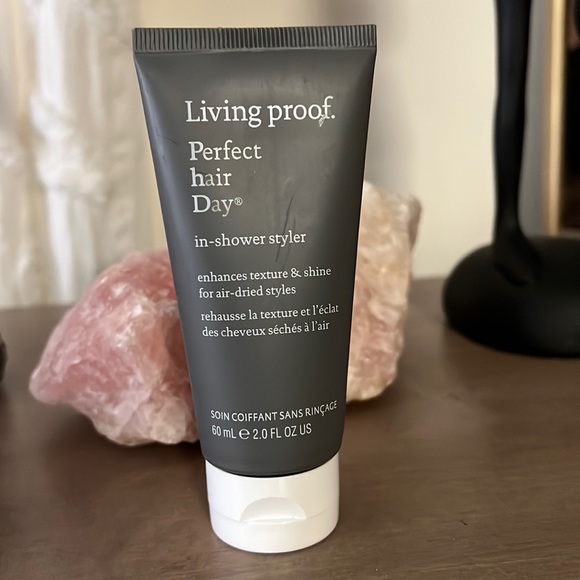 Living proof.
Perfect
hair
Day®
in-shower styler
enhances texture & shine
for air-dried styles
rehausse la texture et l'éclat
des cheveux séchés à l'air
SOIN COIFFANT SANS RINÇAGE
60 mL ℮ 2.0 FL OZ US